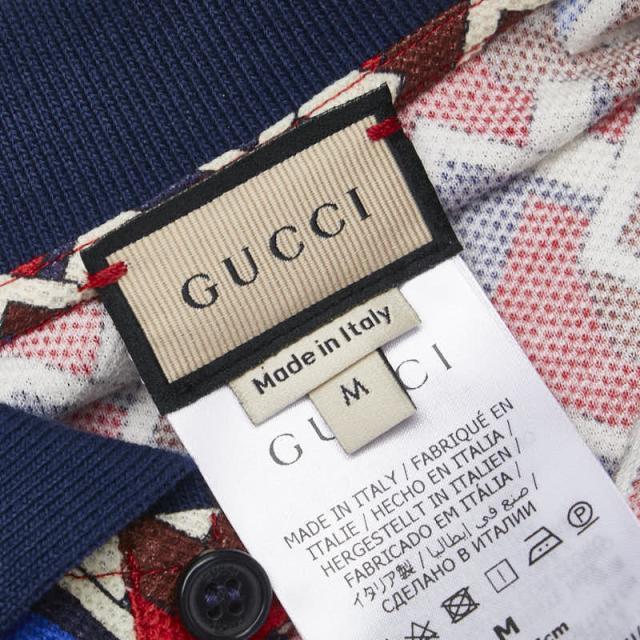 GUCCI
Made in Italy
M
GUCCI
MADE IN ITALY / FABRIQUÉ EN
ITALIE / HECHO EN ITALIA /
HERGESTELLT IN ITALIEN /
FABRICADO EM ITÁLIA /
صنع في إيطاليا /
イタリア製 /
СДЕЛАНО В ИТАЛИИ
P
M